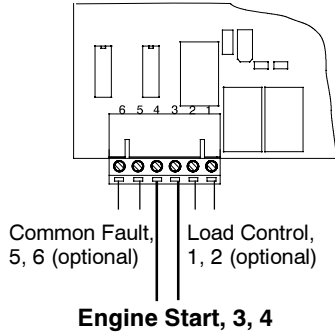 6 5 4 3 2 1
Common Fault,
5, 6 (optional)
Load Control,
1, 2 (optional)
Engine Start, 3, 4